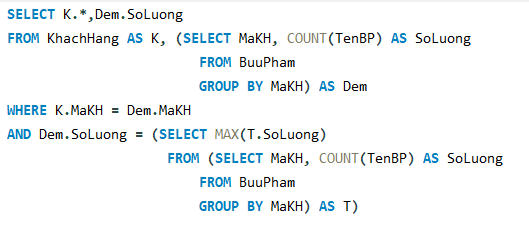 SELECT K.*,Dem.SoLuong
FROM KhachHang AS K, (SELECT MaKH, COUNT(TenBP) AS SoLuong
FROM BuuPham
GROUP BY MaKH) AS Dem
WHERE K.MaKH = Dem.MaKH
AND Dem.SoLuong = (SELECT MAX(T.SoLuong)
FROM (SELECT MaKH, COUNT(TenBP) AS SoLuong
FROM BuuPham
GROUP BY MaKH) AS T)